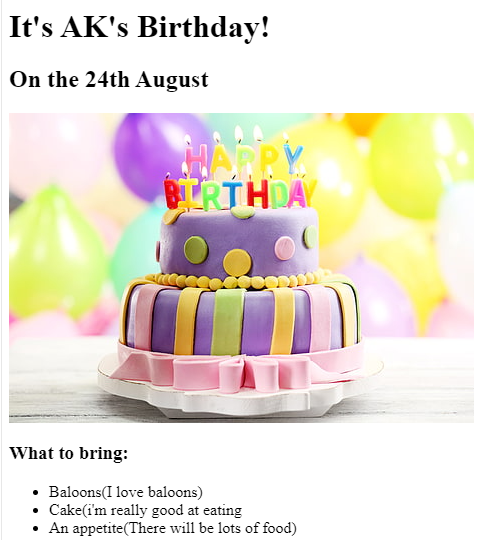 It's AK's Birthday!
On the 24th August
HAPPY
BIRTHDAY
What to bring:
Baloons(I love baloons)
Cake(i'm really good at eating
An appetite(There will be lots of food)